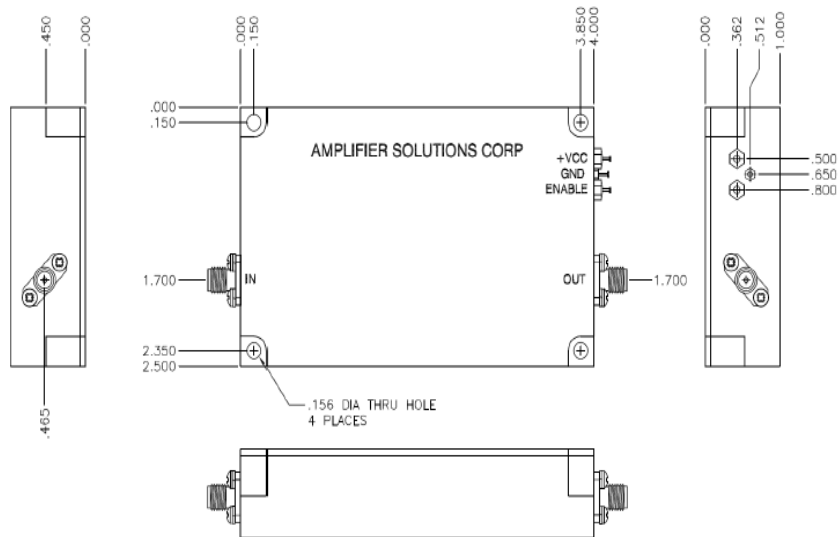 .450
.000
.000
.150
3.850
4.000
.000
.362
.512
1.000
.000
.150
AMPLIFIER SOLUTIONS CORP
+VCC
GND
ENABLE
.500
.650
.800
1.700
IN
OUT
1.700
2.350
2.500
.156 DIA THRU HOLE
4 PLACES
.465